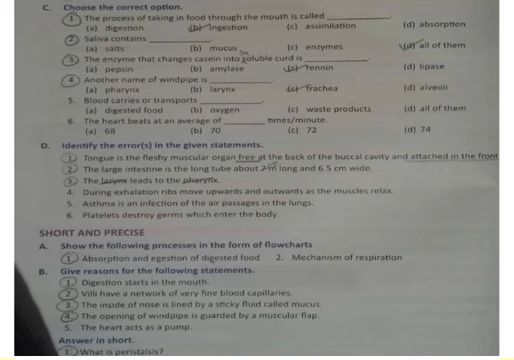 C. Choose the correct option.
1. The process of taking in food through the mouth is called ____________.
(a) digestion (b) ingestion (c) assimilation (d) absorption
2. Saliva contains ____________.
(a) salts (b) mucus (c) enzymes (d) all of them
3. The enzyme that changes casein into soluble curd is ____________.
(a) pepsin (b) amylase (c) rennin (d) lipase
4. Another name of windpipe is ____________.
(a) pharynx (b) larynx (c) trachea (d) alveoli
5. Blood carries or transports ____________.
(a) digested food (b) oxygen (c) waste products (d) all of them
6. The heart beats at an average of ________ times/minute.
(a) 68 (b) 70 (c) 72 (d) 74
D. Identify the error(s) in the given statements.
1. Tongue is the fleshy muscular organ free at the back of the buccal cavity and attached in the front
2. The large intestine is the long tube about long and 6.5 cm wide.
3. The larynx leads to the pharynx.
4. During exhalation ribs move upwards and outwards as the muscles relax.
5. Asthma is an infection of the air passages in the lungs.
6. Platelets destroy germs which enter the body.
SHORT AND PRECISE
A. Show the following processes in the form of flowcharts
1. Absorption and egestion of digested food 2. Mechanism of respiration
B. Give reasons for the following statements.
1. Digestion starts in the mouth.
2. Villi have a network of very fine blood capillaries.
3. The inside of nose is lined by a sticky fluid called mucus.
4. The opening of windpipe is guarded by a muscular flap.
5. The heart acts as a pump.
Answer in short.
1. What is peristalsis?